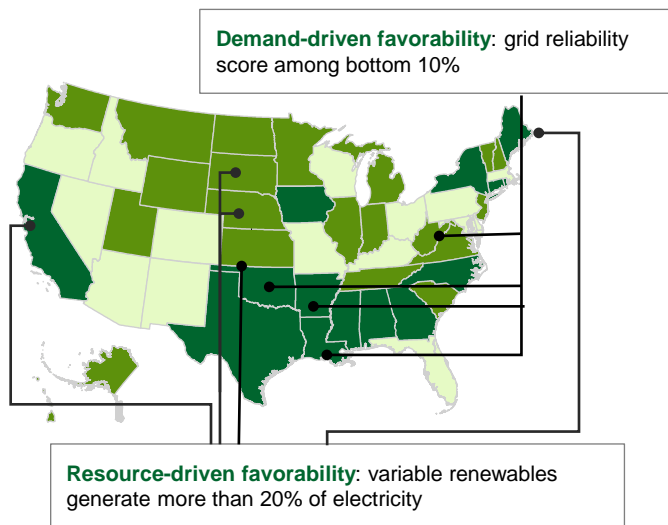 Demand-driven favorability: grid reliability
score among bottom 10%
Resource-driven favorability: variable renewables
generate more than 20% of electricity